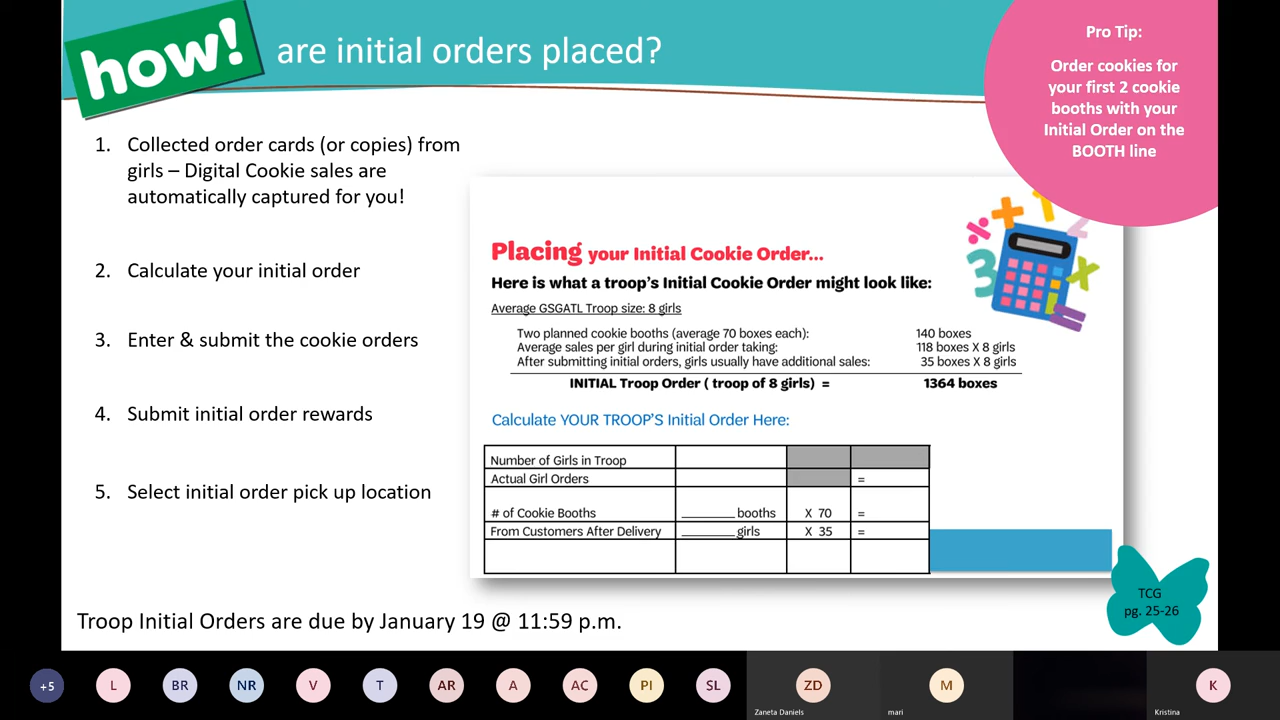 how! are initial orders placed?
Pro Tip:
Order cookies for
your first 2 cookie
booths with your
Initial Order on the
BOOTH line
1. Collected order cards (or copies) from
girls – Digital Cookie sales are
automatically captured for you!
2. Calculate your initial order
3. Enter & submit the cookie orders
4. Submit initial order rewards
5. Select initial order pick up location
Placing your Initial Cookie Order...
Here is what a troop's Initial Cookie Order might look like:
Average GSGATL Troop size: 8 girls
Two planned cookie booths (average 70 boxes each): 140 boxes
Average sales per girl during initial order taking: 118 boxes X 8 girls
After submitting initial orders, girls usually have additional sales: 35 boxes X 8 girls
INITIAL Troop Order ( troop of 8 girls) = 1364 boxes
Calculate YOUR TROOP'S Initial Order Here:
Number of Girls in Troop
Actual Girl Orders =
# of Cookie Booths ______ booths X 70 =
From Customers After Delivery ______ girls X 35 =
TCG
pg. 25-26
Troop Initial Orders are due by January 19 @ 11:59 p.m.
+5 L BR NR V T AR A AC PI SL ZD M K
Zaneta Daniels mari Kristina